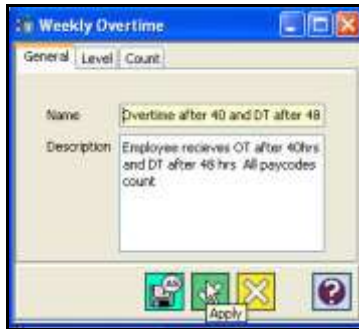 Weekly Overtime
General Level Count
Name Overtime after 40 and DT after 48
Description Employee recieves OT after 40hrs
and DT after 48 hrs All paycodes
count
Apply